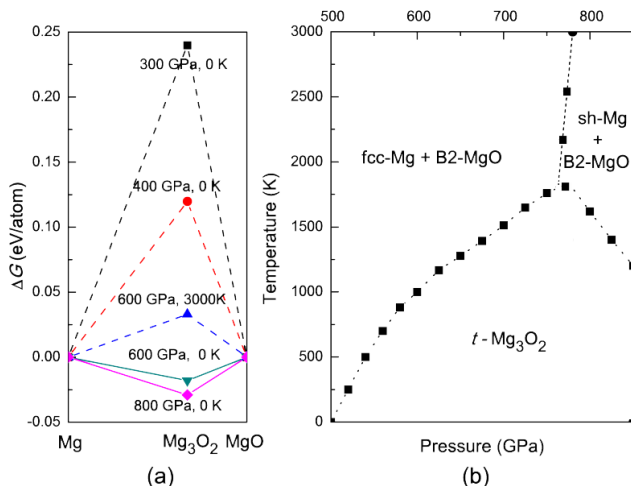 0.25
0.20
0.15
0.10
0.05
0.00
-0.05
ΔG (eV/atom)
300 GPa, 0 K
400 GPa, 0 K
600 GPa, 3000K
600 GPa, 0 K
800 GPa, 0 K
Mg
Mg3O2
MgO
(a)
500
600
700
800
3000
2500
2000
1500
1000
500
0
Temperature (K)
fcc-Mg + B2-MgO
sh-Mg
+
B2-MgO
t - Mg3O2
Pressure (GPa)
(b)